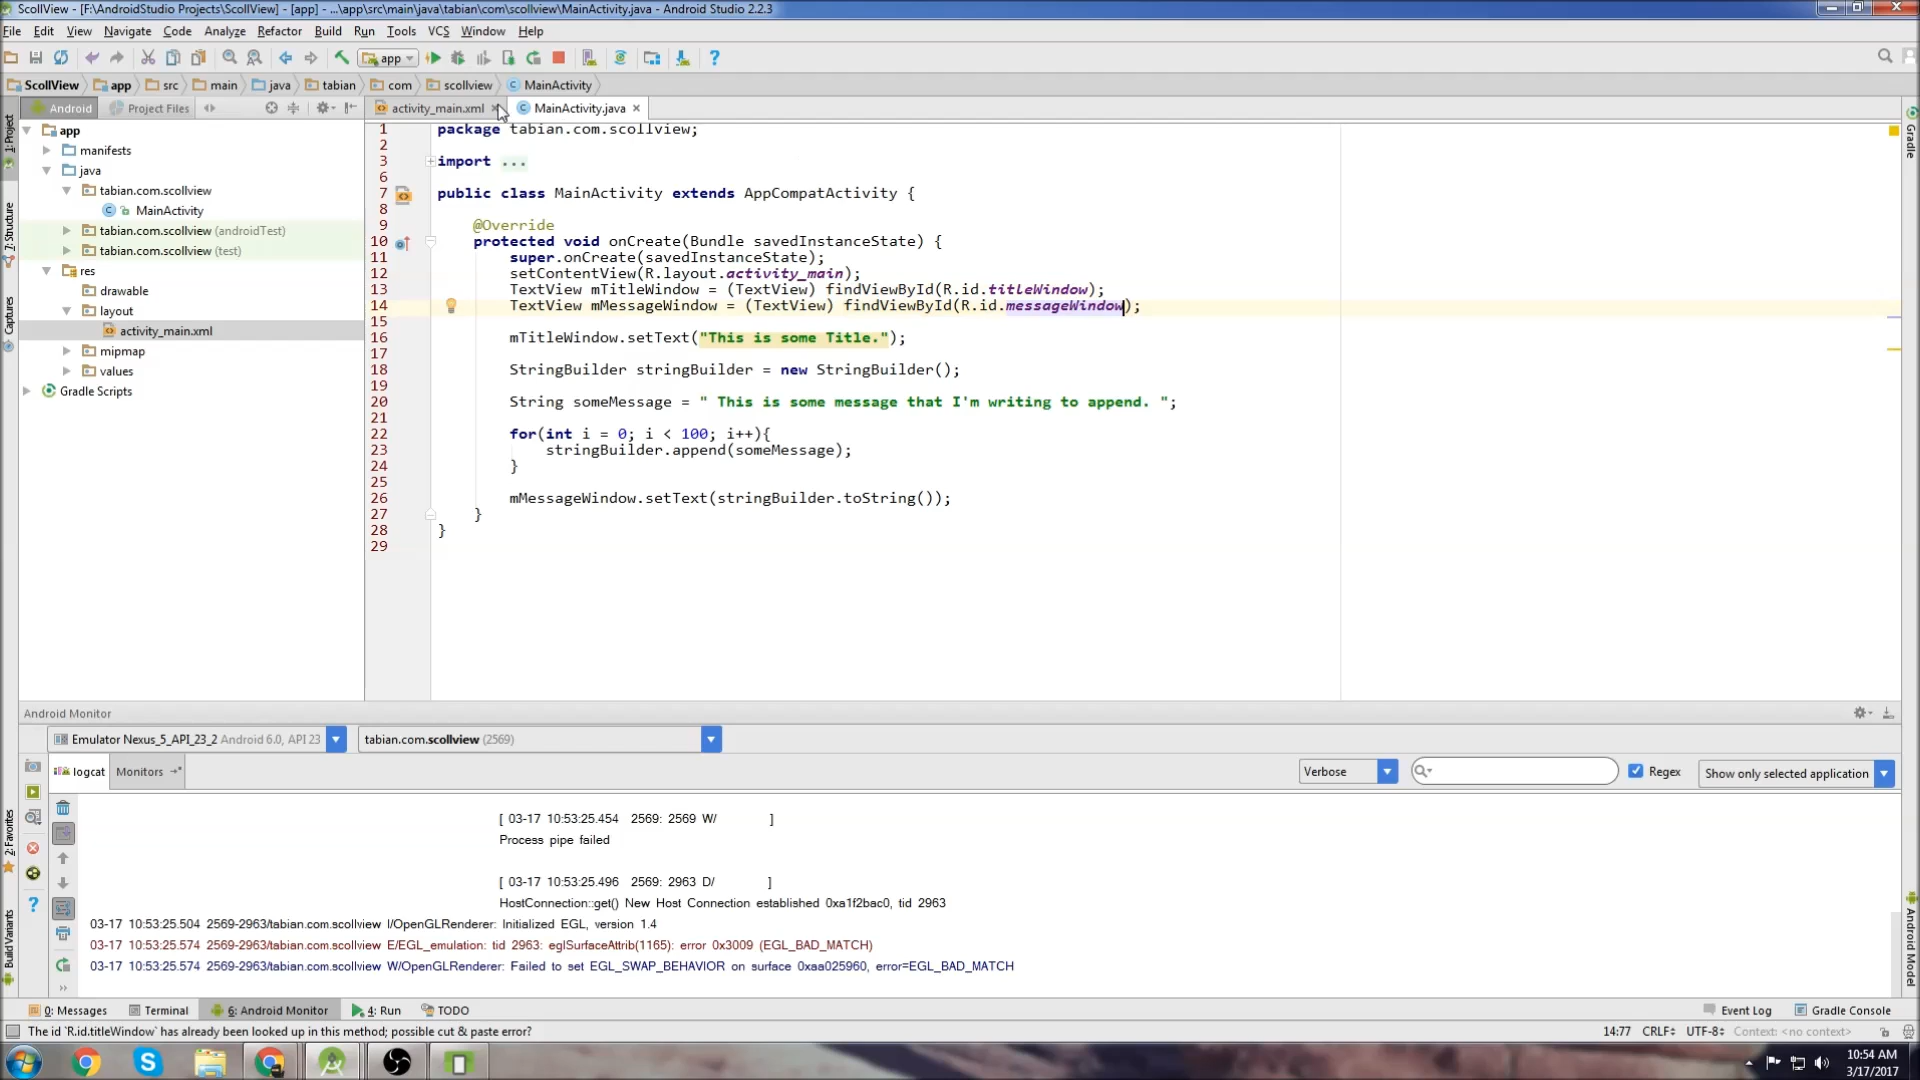 ScollView - [F:\AndroidStudio Projects\ScollView] - [app] - ...\app\src\main\java\tabian\com\scollview\MainActivity.java - Android Studio 2.2.3
File Edit View Navigate Code Analyze Refactor Build Run Tools VCS Window Help
app
ScollView app src main java tabian com scollview MainActivity
Android Project Files activity_main.xml MainActivity.java
1: Project
7: Structure
Captures
2: Favorites
Build Variants
Gradle
Android Model
app
manifests
java
tabian.com.scollview
MainActivity
tabian.com.scollview (androidTest)
tabian.com.scollview (test)
res
drawable
layout
activity_main.xml
mipmap
values
Gradle Scripts
1 package tabian.com.scollview;
2
3 import ...
6
7 public class MainActivity extends AppCompatActivity {
8
9 @Override
10 protected void onCreate(Bundle savedInstanceState) {
11 super.onCreate(savedInstanceState);
12 setContentView(R.layout.activity_main);
13 TextView mTitleWindow = (TextView) findViewById(R.id.titleWindow);
14 TextView mMessageWindow = (TextView) findViewById(R.id.messageWindow);
15
16 mTitleWindow.setText("This is some Title.");
17
18 StringBuilder stringBuilder = new StringBuilder();
19
20 String someMessage = " This is some message that I'm writing to append. ";
21
22 for(int i = 0; i < 100; i++){
23 stringBuilder.append(someMessage);
24 }
25
26 mMessageWindow.setText(stringBuilder.toString());
27 }
28 }
29
Android Monitor
Emulator Nexus_5_API_23_2 Android 6.0, API 23 tabian.com.scollview (2569)
logcat Monitors Verbose Regex Show only selected application
[ 03-17 10:53:25.454 2569: 2569 W/ ]
Process pipe failed
[ 03-17 10:53:25.496 2569: 2963 D/ ]
HostConnection::get() New Host Connection established 0xa1f2bac0, tid 2963
03-17 10:53:25.504 2569-2963/tabian.com.scollview I/OpenGLRenderer: Initialized EGL, version 1.4
03-17 10:53:25.574 2569-2963/tabian.com.scollview E/EGL_emulation: tid 2963: eglSurfaceAttrib(1165): error 0x3009 (EGL_BAD_MATCH)
03-17 10:53:25.574 2569-2963/tabian.com.scollview W/OpenGLRenderer: Failed to set EGL_SWAP_BEHAVIOR on surface 0xaa025960, error=EGL_BAD_MATCH
0: Messages Terminal 6: Android Monitor 4: Run TODO Event Log Gradle Console
The id `R.id.titleWindow` has already been looked up in this method; possible cut & paste error? 14:77 CRLF UTF-8 Context: <no context>
10:54 AM
3/17/2017